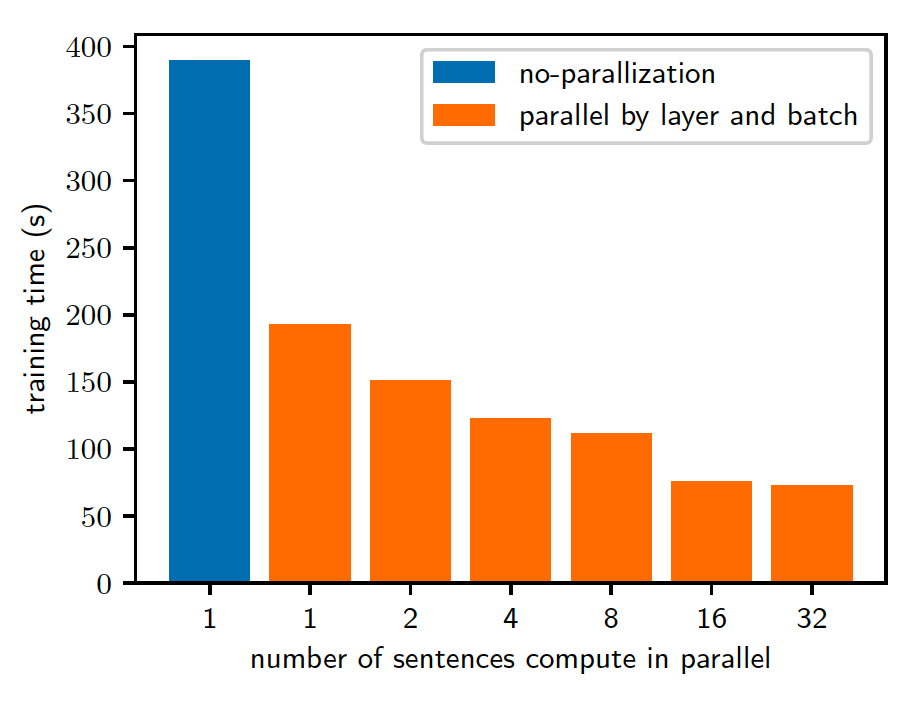 400
350
300
250
200
150
100
50
0
training time (s)
no-parallization
parallel by layer and batch
1 1 2 4 8 16 32
number of sentences compute in parallel